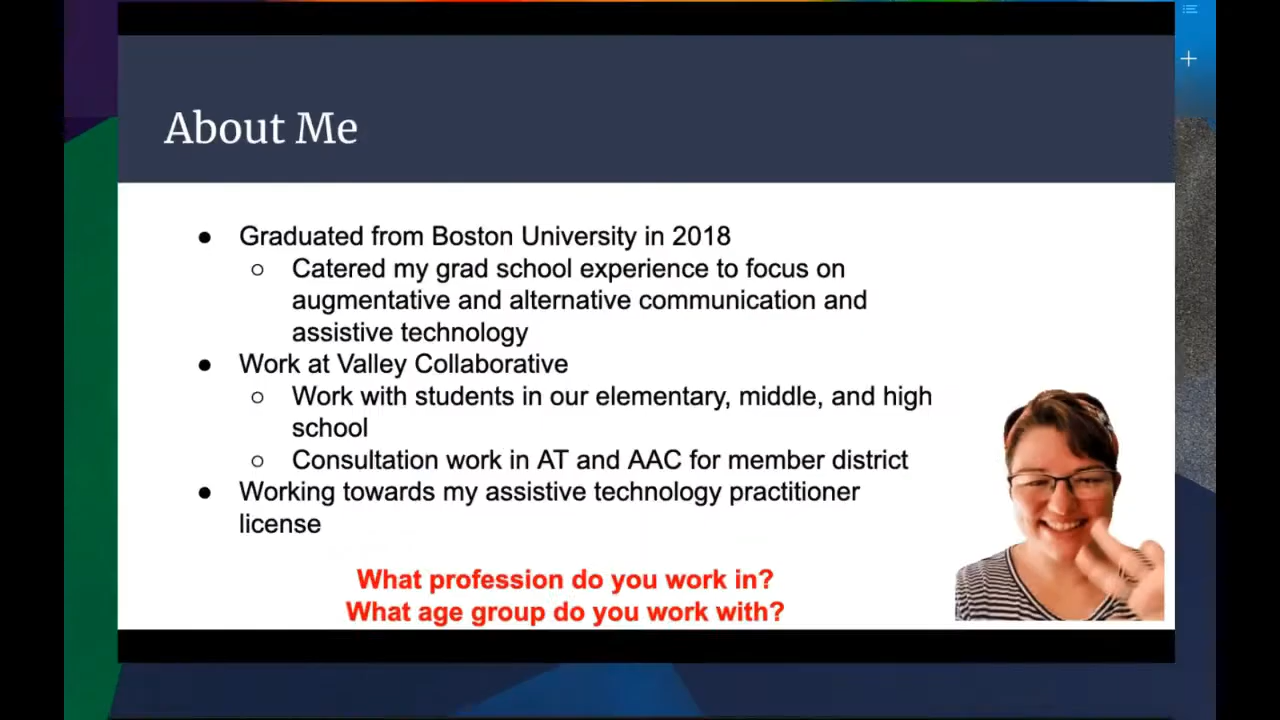 About Me
● Graduated from Boston University in 2018
○ Catered my grad school experience to focus on
augmentative and alternative communication and
assistive technology
● Work at Valley Collaborative
○ Work with students in our elementary, middle, and high
school
○ Consultation work in AT and AAC for member district
● Working towards my assistive technology practitioner
license
What profession do you work in?
What age group do you work with?